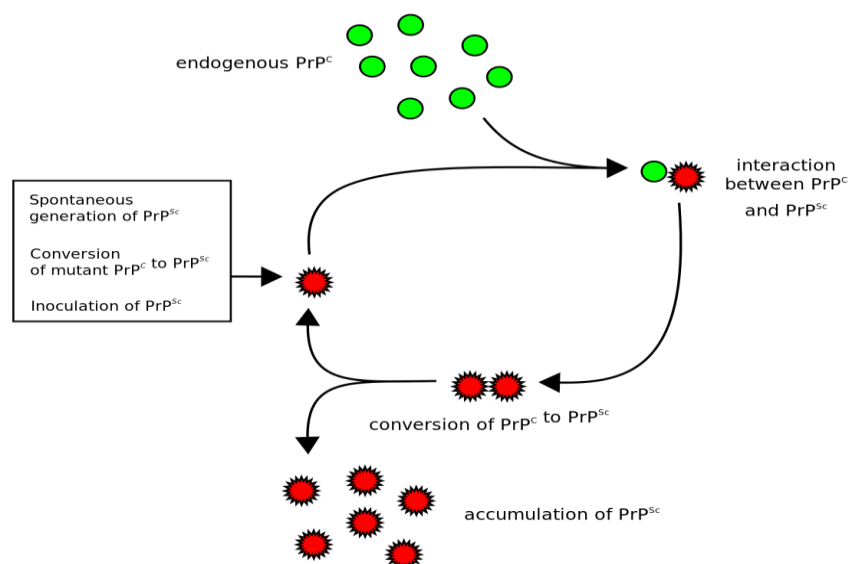 endogenous PrPᶜ
interaction
between PrPᶜ
and PrPˢᶜ
Spontaneous
generation of PrPˢᶜ
Conversion
of mutant PrPᶜ to PrPˢᶜ
Inoculation of PrPˢᶜ
conversion of PrPᶜ to PrPˢᶜ
accumulation of PrPˢᶜ